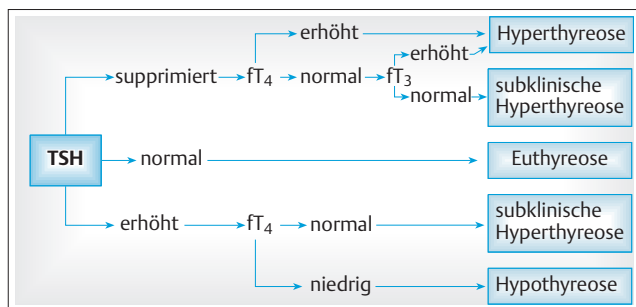 erhöht
Hyperthyreose
erhöht
supprimiert fT4 normal fT3
normal
subklinische
Hyperthyreose
TSH
normal
Euthyreose
erhöht fT4 normal
subklinische
Hyperthyreose
niedrig
Hypothyreose